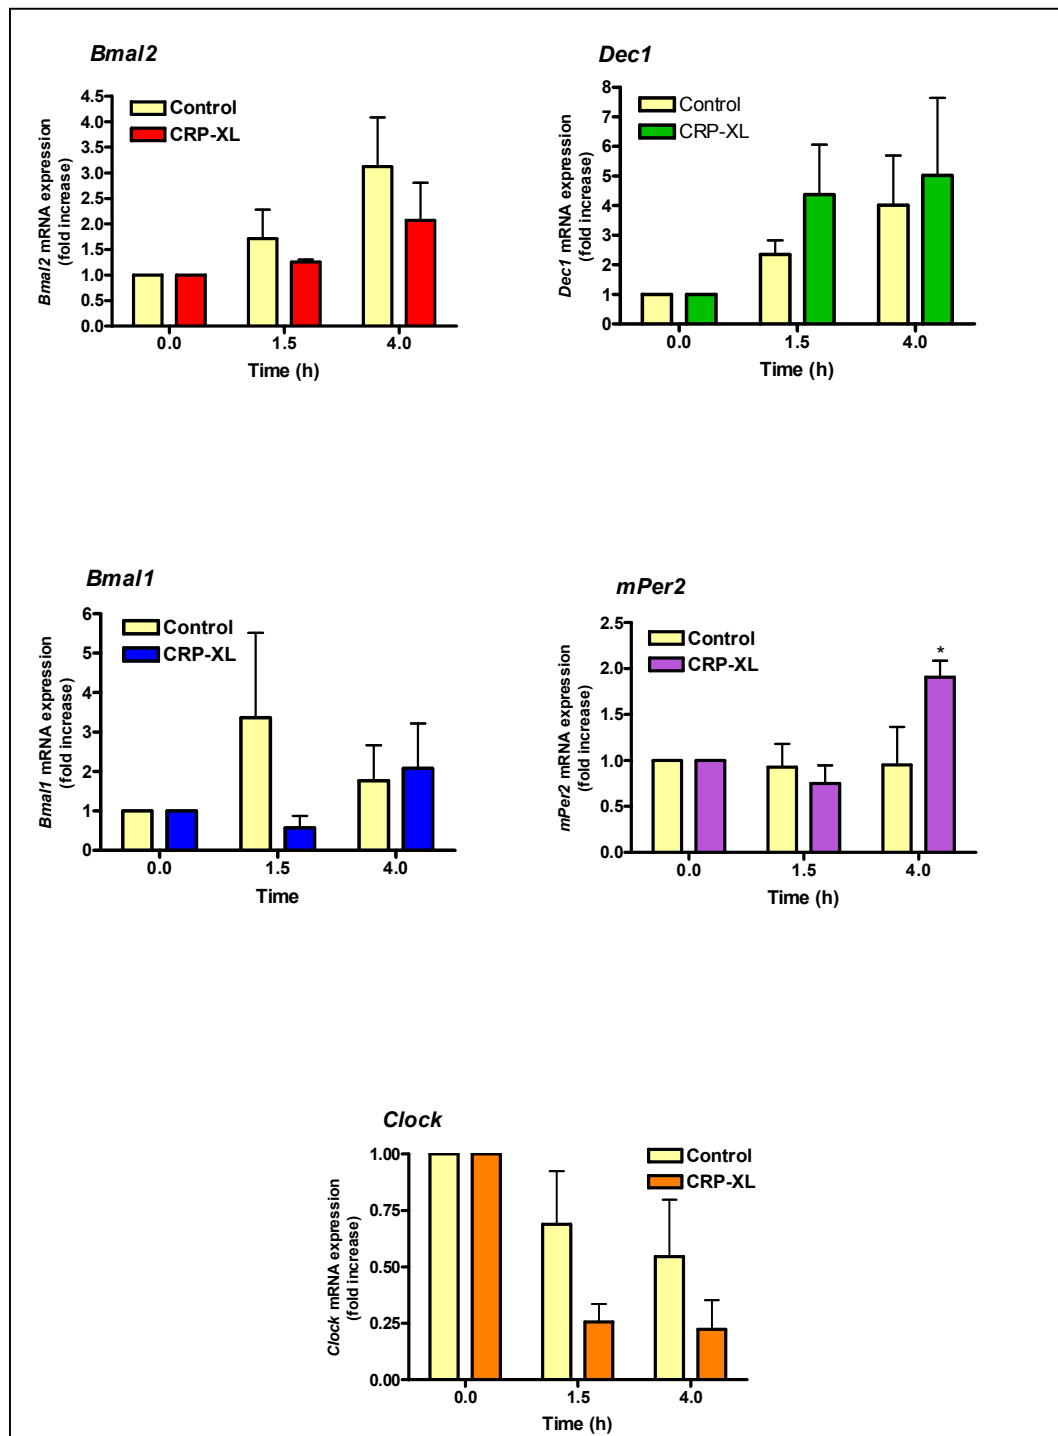 Bmal2
Control
CRP-XL
Bmal2 mRNA expression
(fold increase)
4.5
4.0
3.5
3.0
2.5
2.0
1.5
1.0
0.5
0.0
0.0 1.5 4.0
Time (h)
Dec1
Control
CRP-XL
Dec1 mRNA expression
(fold increase)
8
7
6
5
4
3
2
1
0
0.0 1.5 4.0
Time (h)
Bmal1
Control
CRP-XL
Bmal1 mRNA expression
(fold increase)
6
5
4
3
2
1
0
0.0 1.5 4.0
Time
mPer2
Control
CRP-XL
mPer2 mRNA expression
(fold increase)
2.5
2.0
1.5
1.0
0.5
0.0
*
0.0 1.5 4.0
Time (h)
Clock
Control
CRP-XL
Clock mRNA expression
(fold increase)
1.00
0.75
0.50
0.25
0.00
0.0 1.5 4.0
Time (h)